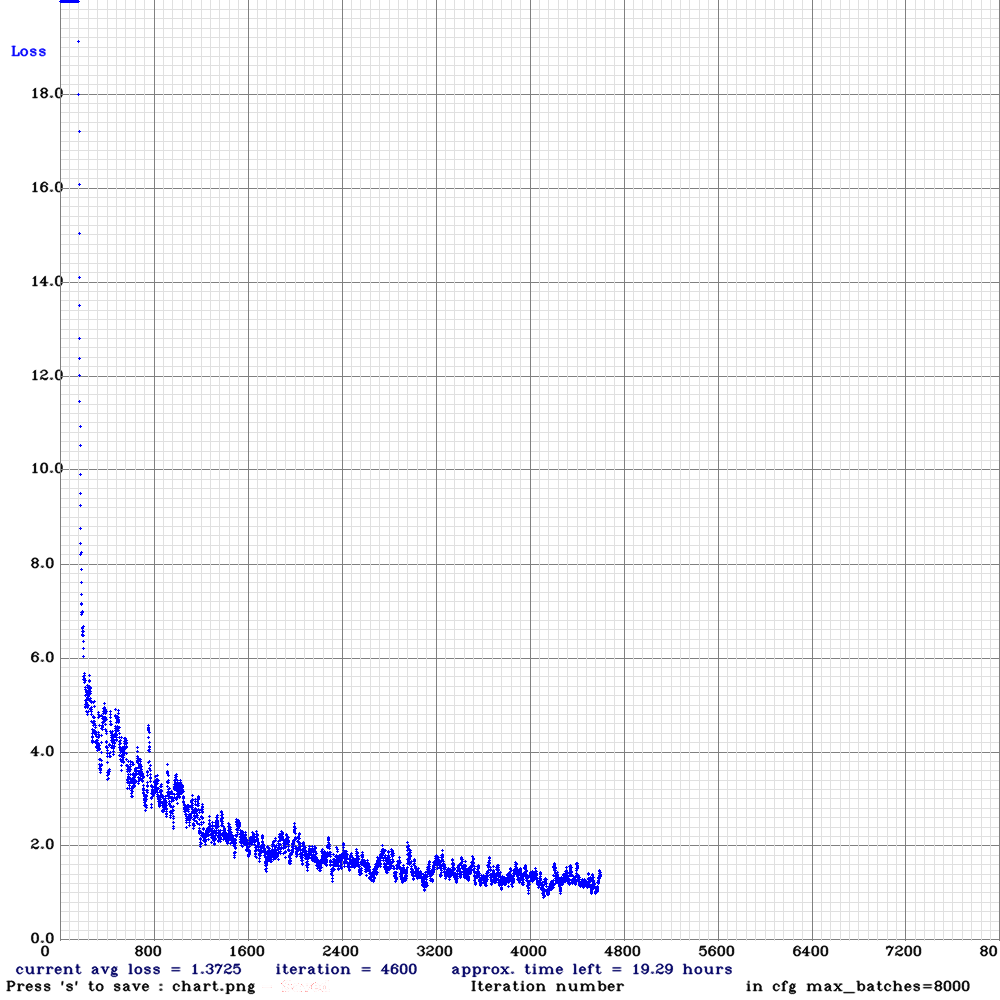 Loss
18.0
16.0
14.0
12.0
10.0
8.0
6.0
4.0
2.0
0.0
0 800 1600 2400 3200 4000 4800 5600 6400 7200 80
current avg loss = 1.3725 iteration = 4600 approx. time left = 19.29 hours
Press 's' to save : chart.png Iteration number in cfg max_batches=8000